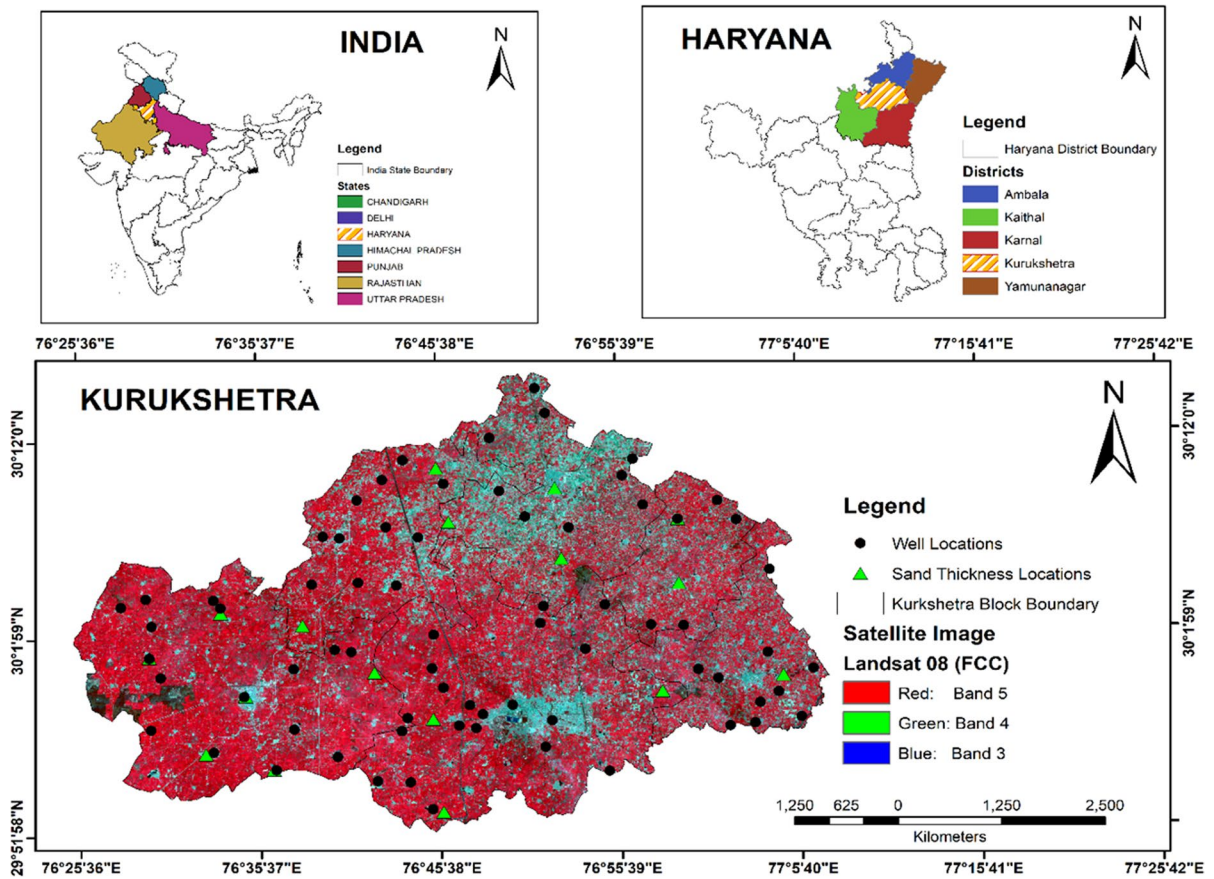 INDIA
N
Legend
India State Boundary
States
CHANDIGARH
DELHI
HARYANA
HIMACHAL PRADESH
PUNJAB
RAJASTHAN
UTTAR PRADESH
HARYANA
N
Legend
Haryana District Boundary
Districts
Ambala
Kaithal
Karnal
Kurukshetra
Yamunanagar
76°25'36"E 76°35'37"E 76°45'38"E 76°55'39"E 77°5'40"E 77°15'41"E 77°25'42"E
KURUKSHETRA
N
30°12'0"N
30°12'0"N
30°1'59"N
30°1'59"N
29°51'58"N
Legend
Well Locations
Sand Thickness Locations
Kurkshetra Block Boundary
Satellite Image
Landsat 08 (FCC)
Red: Band 5
Green: Band 4
Blue: Band 3
1,250 625 0 1,250 2,500
Kilometers
76°25'36"E 76°35'37"E 76°45'38"E 76°55'39"E 77°5'40"E 77°15'41"E 77°25'42"E